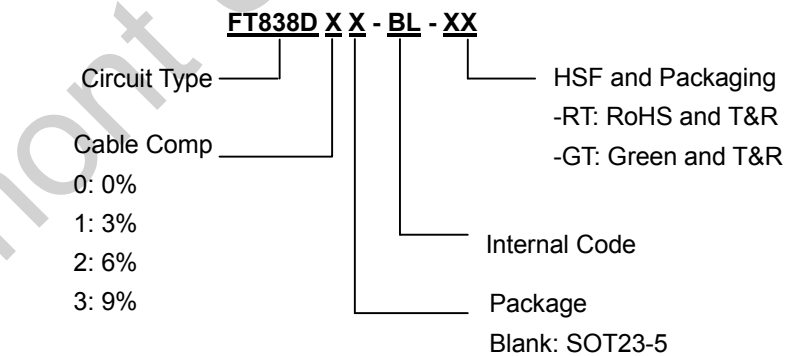 FT838D X X - BL - XX
Circuit Type
Cable Comp
0: 0%
1: 3%
2: 6%
3: 9%
HSF and Packaging
-RT: RoHS and T&R
-GT: Green and T&R
Internal Code
Package
Blank: SOT23-5